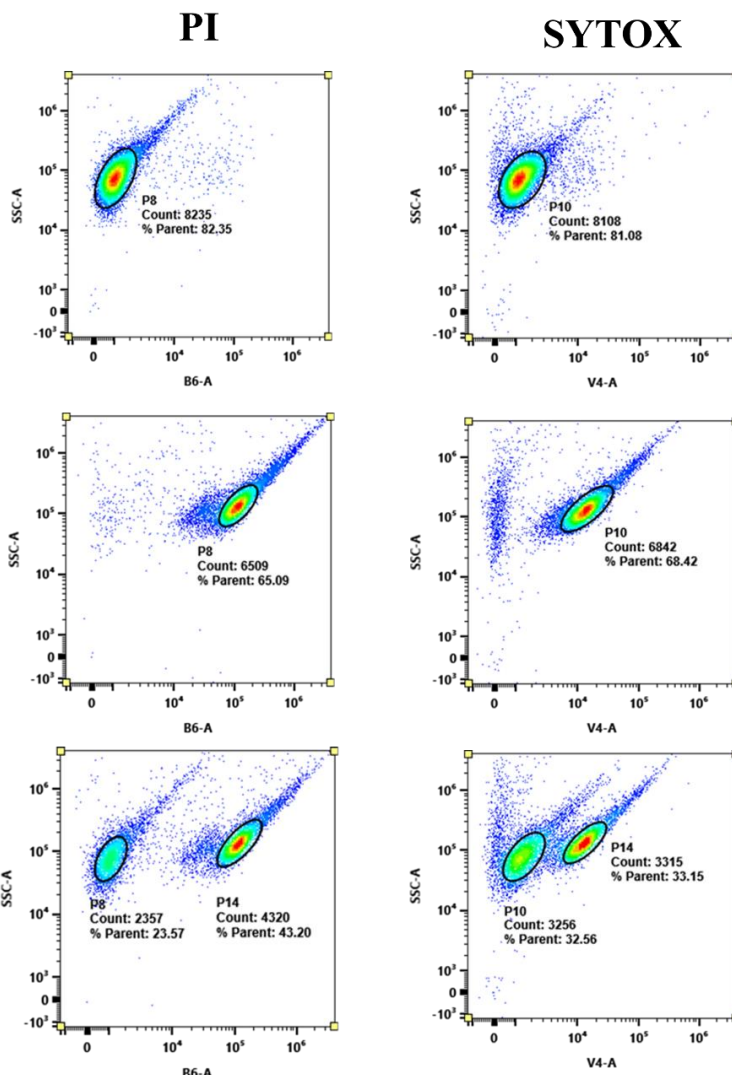 PI
SYTOX
10⁶
10⁵
10⁴
10³
0
-10³
SSC-A
P8
Count: 8235
% Parent: 82.35
0
10⁴
10⁵
10⁶
B6-A
10⁶
10⁵
10⁴
10³
0
-10³
SSC-A
P10
Count: 8108
% Parent: 81.08
0
10⁴
10⁵
10⁶
V4-A
10⁶
10⁵
10⁴
10³
0
-10³
SSC-A
P8
Count: 6509
% Parent: 65.09
0
10⁴
10⁵
10⁶
B6-A
10⁶
10⁵
10⁴
10³
0
-10³
SSC-A
P10
Count: 6842
% Parent: 68.42
0
10⁴
10⁵
10⁶
V4-A
10⁶
10⁵
10⁴
10³
0
-10³
SSC-A
P8
Count: 2357
% Parent: 23.57
P14
Count: 4320
% Parent: 43.20
0
10⁴
10⁵
10⁶
B6-A
10⁶
10⁵
10⁴
10³
0
-10³
SSC-A
P14
Count: 3315
% Parent: 33.15
P10
Count: 3256
% Parent: 32.56
0
10⁴
10⁵
10⁶
V4-A